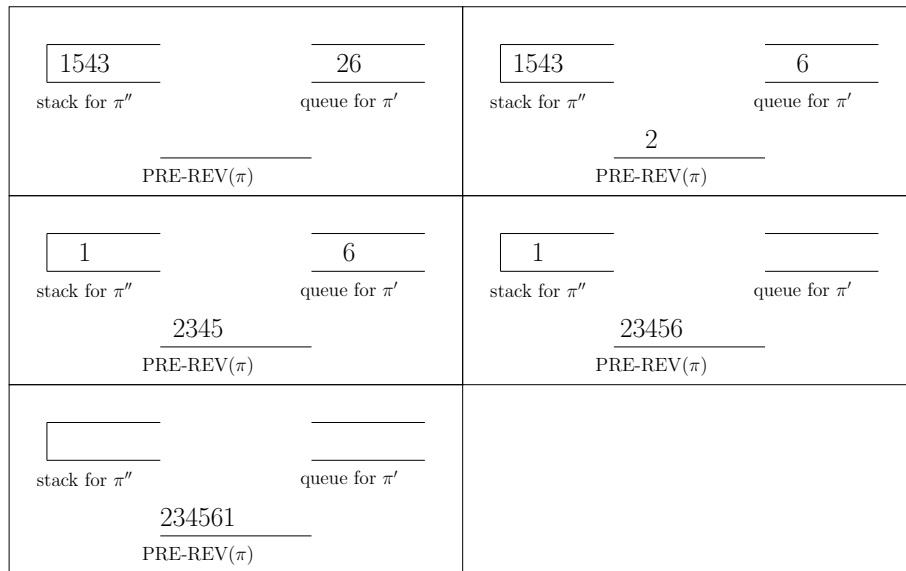 1543 26
stack for π″ queue for π′
PRE-REV(π)
1543 6
stack for π″ queue for π′
2
PRE-REV(π)
1 6
stack for π″ queue for π′
2345
PRE-REV(π)
1
stack for π″ queue for π′
23456
PRE-REV(π)
stack for π″ queue for π′
234561
PRE-REV(π)